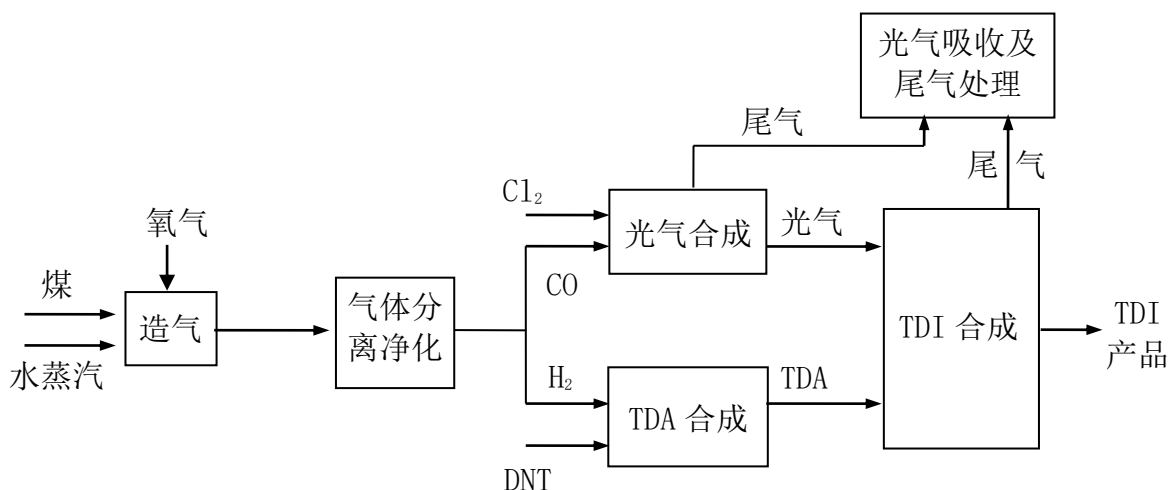 光气吸收及
尾气处理
尾气
尾 气
Cl₂
氧气
光气合成
光气
煤
CO
气体分
离净化
造气
TDI 合成
TDI
产品
水蒸汽
H₂
TDA
TDA 合成
DNT